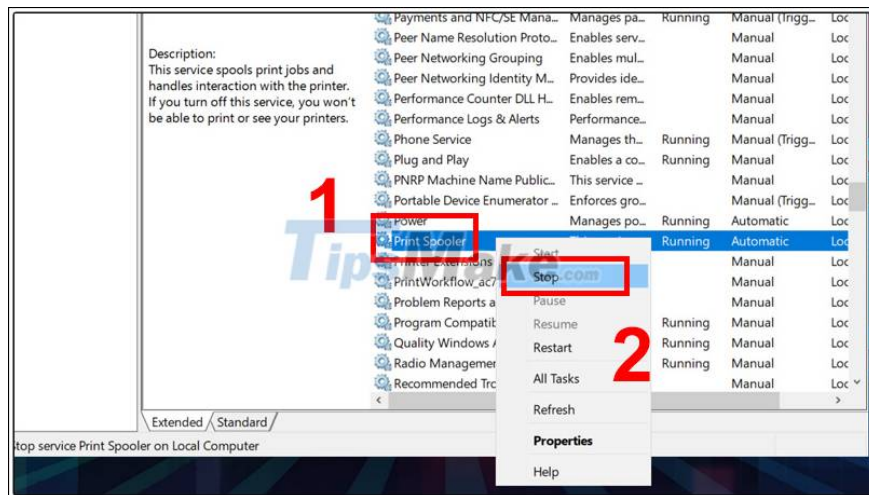 Description:
This service spools print jobs and
handles interaction with the printer.
If you turn off this service, you won't
be able to print or see your printers.
Payments and NFC/SE Mana... Manages pa... Running Manual (Trigg... Loc
Peer Name Resolution Proto... Enables serv... Manual Loc
Peer Networking Grouping Enables mul... Manual Loc
Peer Networking Identity M... Provides ide... Manual Loc
Performance Counter DLL H... Enables rem... Manual Loc
Performance Logs & Alerts Performance... Manual Loc
Phone Service Manages th... Running Manual (Trigg... Loc
Plug and Play Enables a co... Running Manual Loc
PNRP Machine Name Public... This service ... Manual Loc
Portable Device Enumerator ... Enforces gro... Manual (Trigg... Loc
1
Power Manages po... Running Automatic Loc
Print Spooler Running Automatic Loc
Printer Extensions Manual Loc
PrintWorkflow_ac7 Manual Loc
Problem Reports a Manual Loc
Program Compatib Running Manual Loc
Quality Windows A Running Manual Loc
Radio Managemer Running Manual Loc
Recommended Trc Manual Loc
TipsMake.com
Start
Stop
Pause
Resume
Restart
2
All Tasks
Refresh
Properties
Help
Extended Standard
Stop service Print Spooler on Local Computer